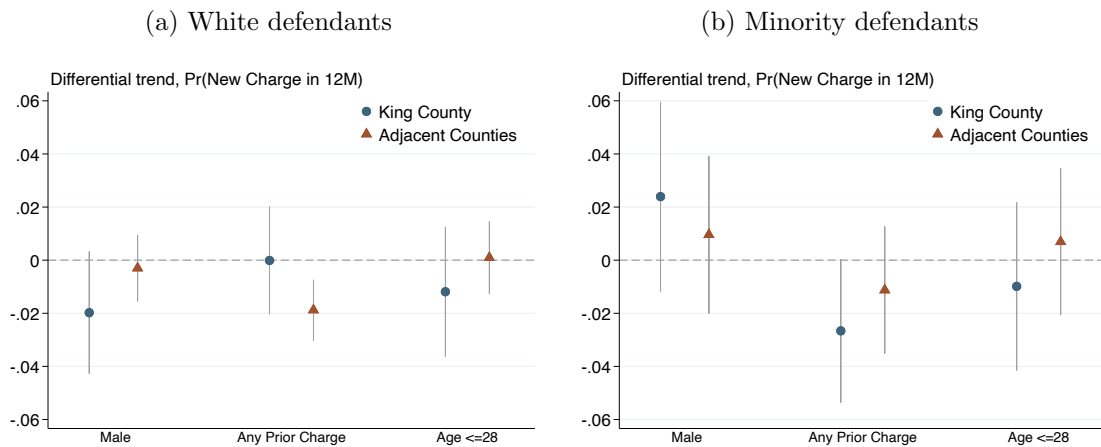 (a) White defendants
Differential trend, Pr(New Charge in 12M)
King County
Adjacent Counties
.06
.04
.02
0
-.02
-.04
-.06
Male
Any Prior Charge
Age <=28
(b) Minority defendants
Differential trend, Pr(New Charge in 12M)
King County
Adjacent Counties
.06
.04
.02
0
-.02
-.04
-.06
Male
Any Prior Charge
Age <=28